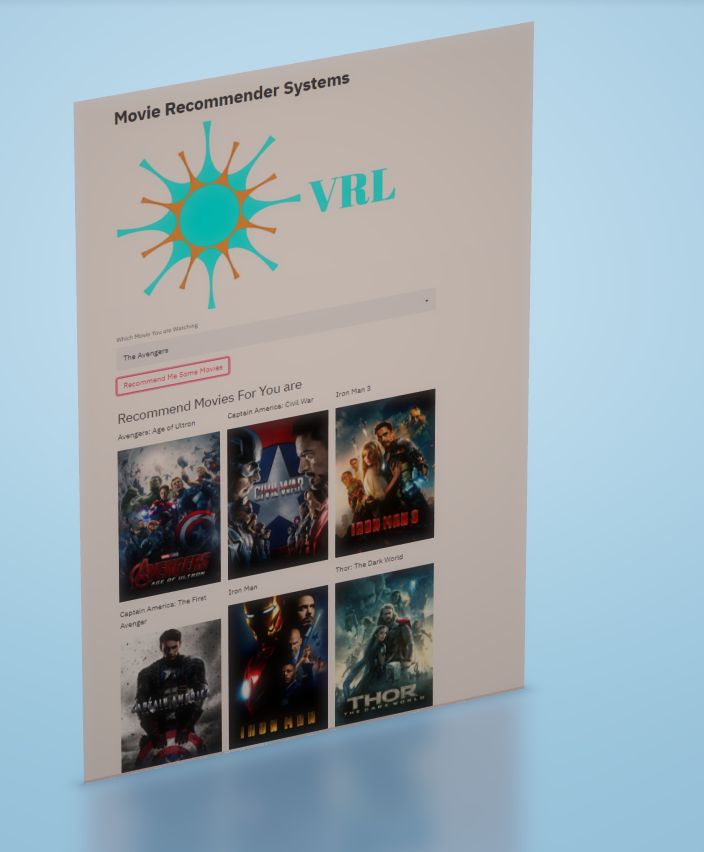 Movie Recommender Systems
VRL
Which Movie You are Watching
The Avengers
Recommend Me Some Movies
Recommend Movies For You are
Avengers: Age of Ultron
Captain America: Civil War
Iron Man 3
MARVEL
AVENGERS
AGE OF ULTRON
CIVIL WAR
IRON MAN 3
Captain America: The First
Avenger
Iron Man
Thor: The Dark World
CAPTAIN AMERICA
IRON MAN
THOR
THE DARK WORLD